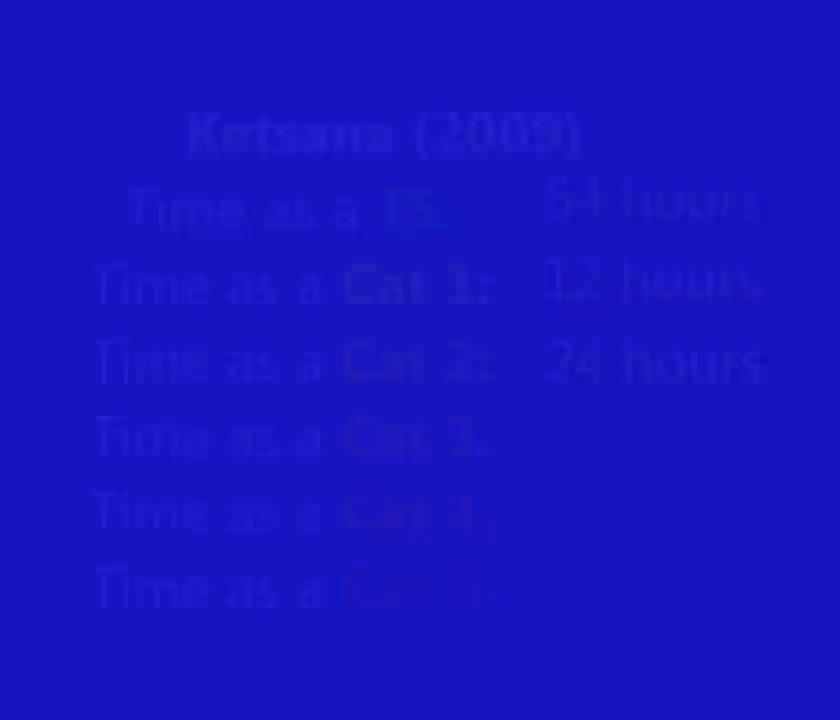 Ketsana (2009)
Time as a TS: 54 hours
Time as a Cat 1: 12 hours
Time as a Cat 2: 24 hours
Time as a Cat 3:
Time as a Cat 4:
Time as a